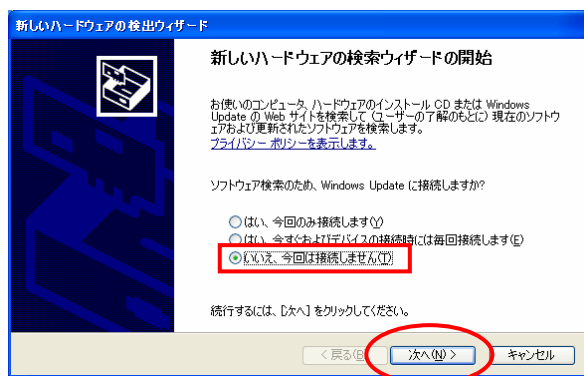 新しいハードウェアの検出ウィザード
新しいハードウェアの検索ウィザードの開始
お使いのコンピュータ、ハードウェアのインストール CD または Windows
Update の Web サイトを検索して (ユーザーの了解のもとに) 現在のソフトウ
ェアおよび更新されたソフトウェアを検索します。
プライバシー ポリシーを表示します。
ソフトウェア検索のため、Windows Update に接続しますか?
はい、今回のみ接続します(Y)
はい、今すぐおよびデバイスの接続時には毎回接続します(E)
いいえ、今回は接続しません(T)
続行するには、[次へ] をクリックしてください。
< 戻る(B
次へ(N) >
キャンセル